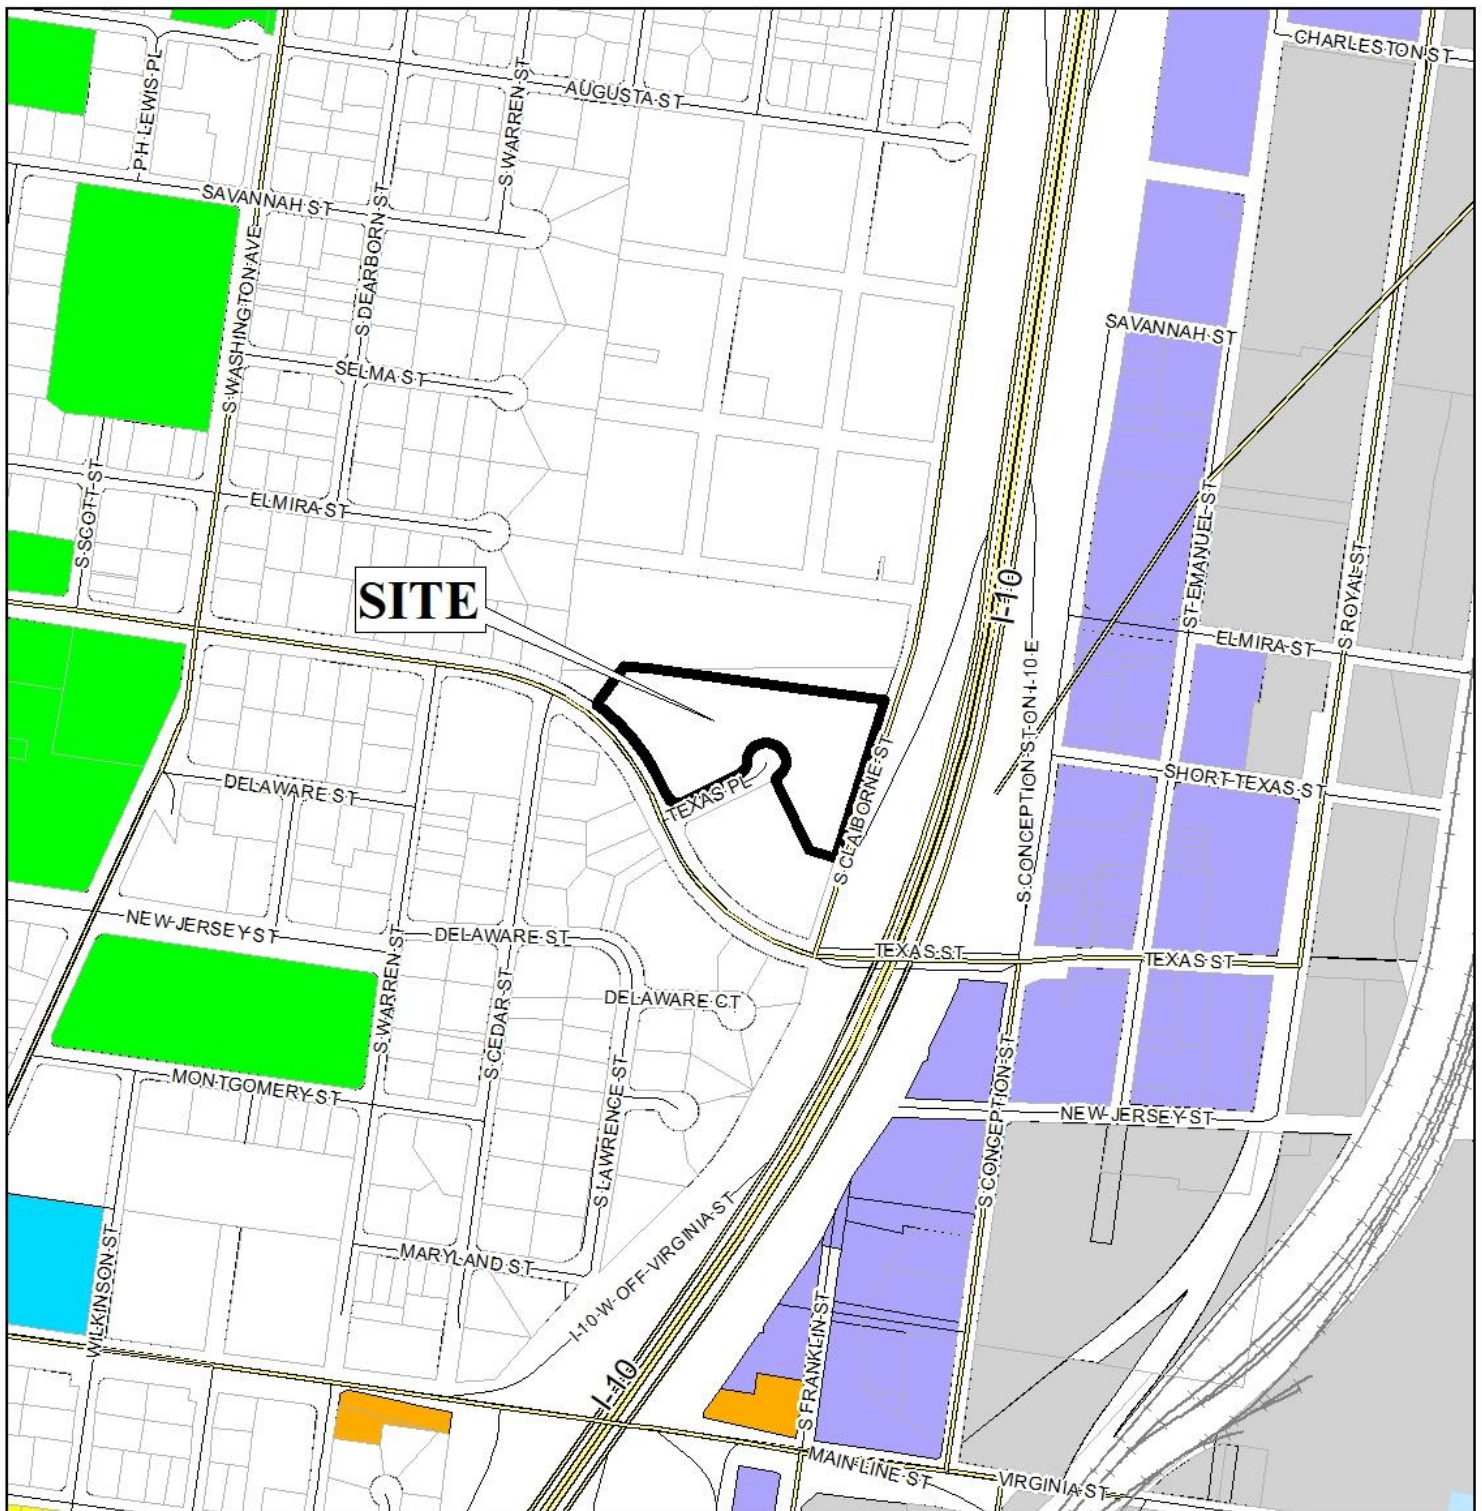 CHARLESTON ST
AUGUSTA ST
P H LEWIS PL
S WARREN ST
SAVANNAH ST
S DEARBORN ST
S WASHINGTON AVE
SAVANNAH ST
SELMA ST
S SCOTT ST
ELMIRA ST
ST EMANUEL ST
S ROYAL ST
SITE
I-10
ELMIRA ST
S CONCEPTION ST ON I-10 E
SHORT TEXAS ST
DELAWARE ST
TEXAS PL
S CLAIBORNE ST
NEW JERSEY ST
DELAWARE ST
TEXAS ST
TEXAS ST
S WARREN ST
S CEDAR ST
DELAWARE CT
S CONCEPTION ST
MONTGOMERY ST
S LAWRENCE ST
NEW JERSEY ST
S CONCEPTION ST
I-10 W OFF VIRGINIA ST
WILKINSON ST
MARYLAND ST
I-10
S FRANKLIN ST
MAIN LINE ST
VIRGINIA ST